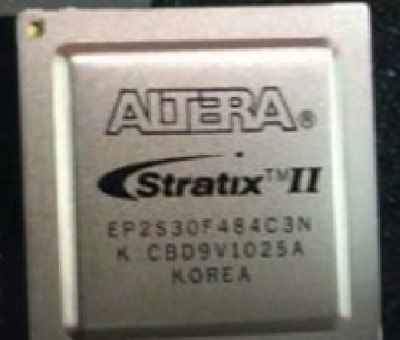 ALTERA®
Stratix™II
EP2S30F484C3N
K CBD9V1025A
KOREA